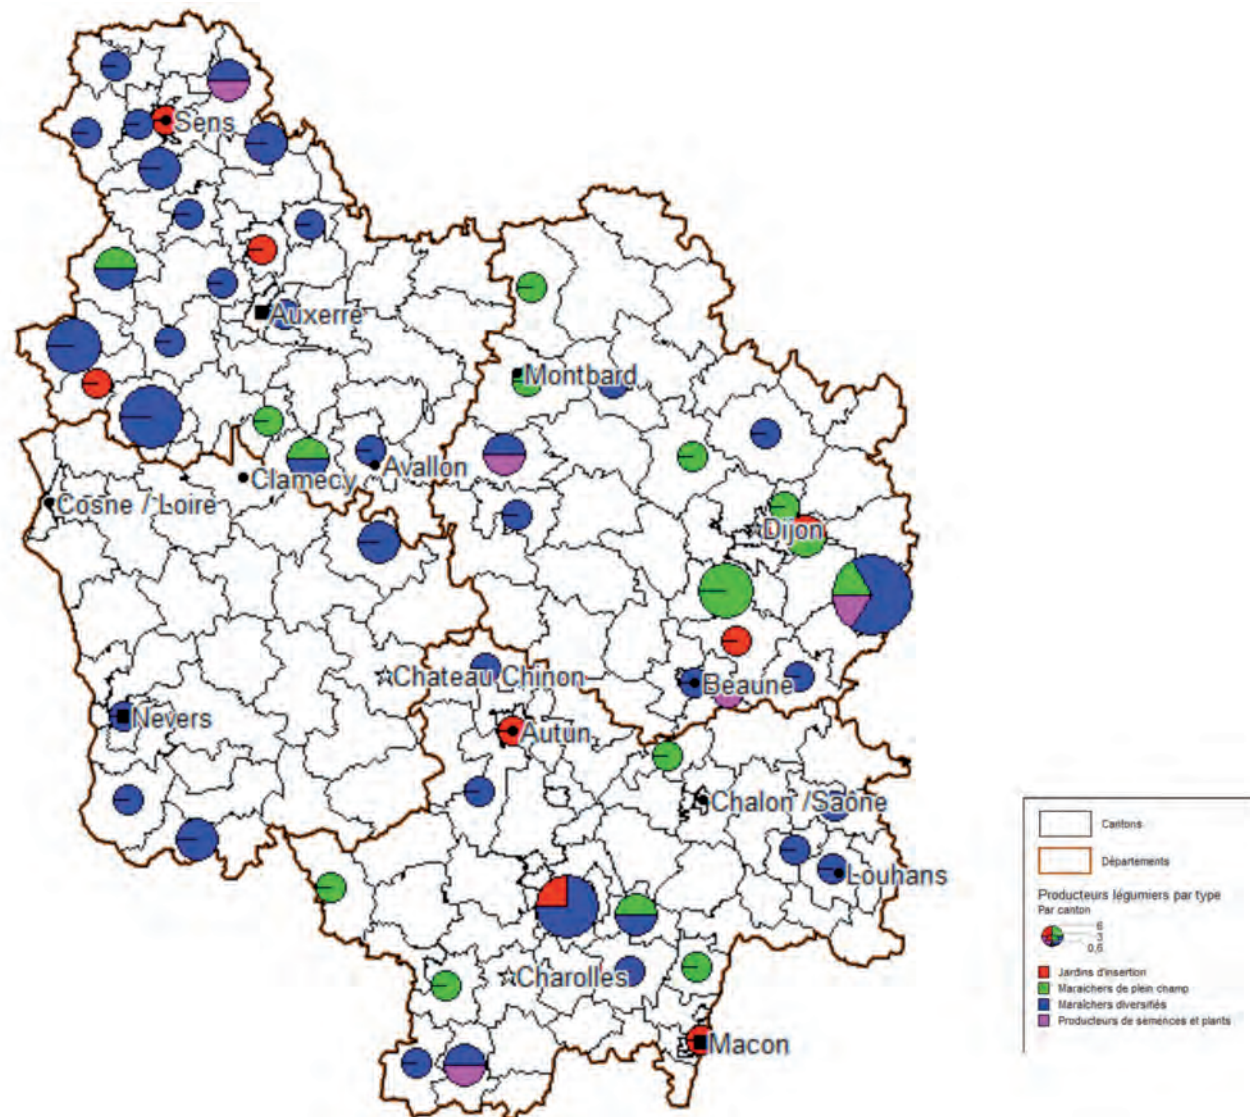 Sens
Auxerre
Montbard
Avallon
Clamecy
Cosne / Loire
Dijon
Chateau Chinon
Beaune
Nevers
Autun
Chalon /Saône
Louhans
Charolles
Macon
Cantons
Départements
Producteurs légumiers par type
Par canton
6
3
0,6
Jardins d'insertion
Maraichers de plein champ
Maraîchers diversifiés
Producteurs de semences et plants